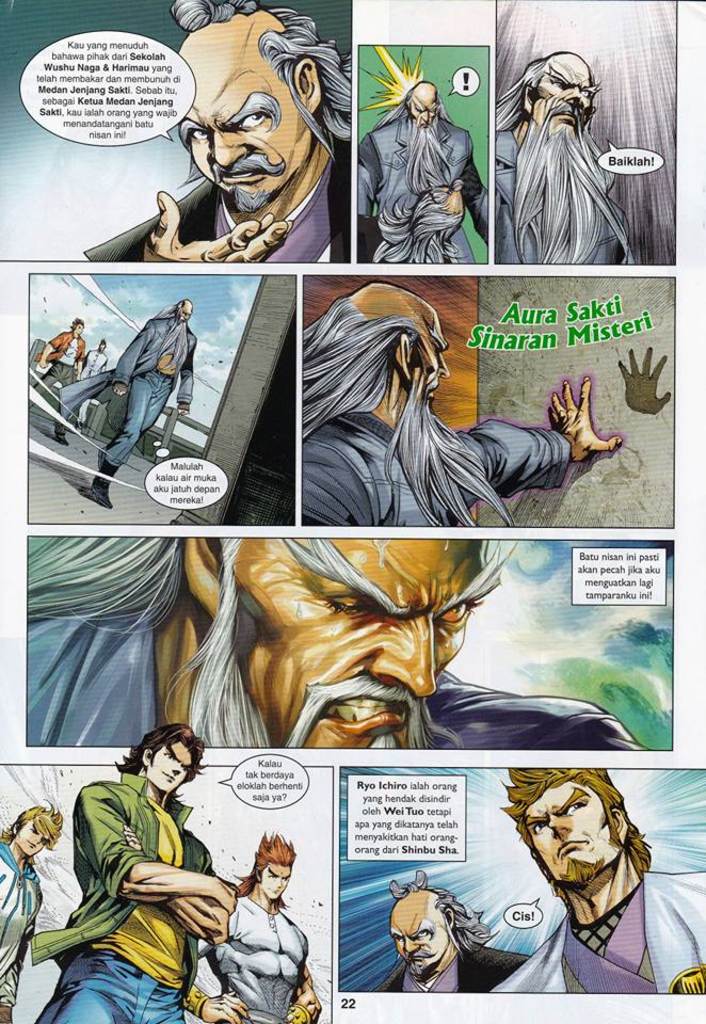 Kau yang menuduh
bahawa pihak dari Sekolah
Wushu Naga & Harimau yang
telah membakar dan membunuh di
Medan Jenjang Sakti. Sebab itu,
sebagai Ketua Medan Jenjang
Sakti, kau ialah orang yang wajib
menandatangani batu
nisan ini!
!
Baiklah!
Malulah
kalau air muka
aku jatuh depan
mereka!
Aura Sakti
Sinaran Misteri
Batu nisan ini pasti
akan pecah jika aku
menguatkan lagi
tamparanku ini!
Kalau
tak berdaya
eloklah berhenti
saja ya?
Ryo Ichiro ialah orang
yang hendak disindir
oleh Wei Tuo tetapi
apa yang dikatanya telah
menyakitkan hati orang-
orang dari Shinbu Sha.
Cis!
22